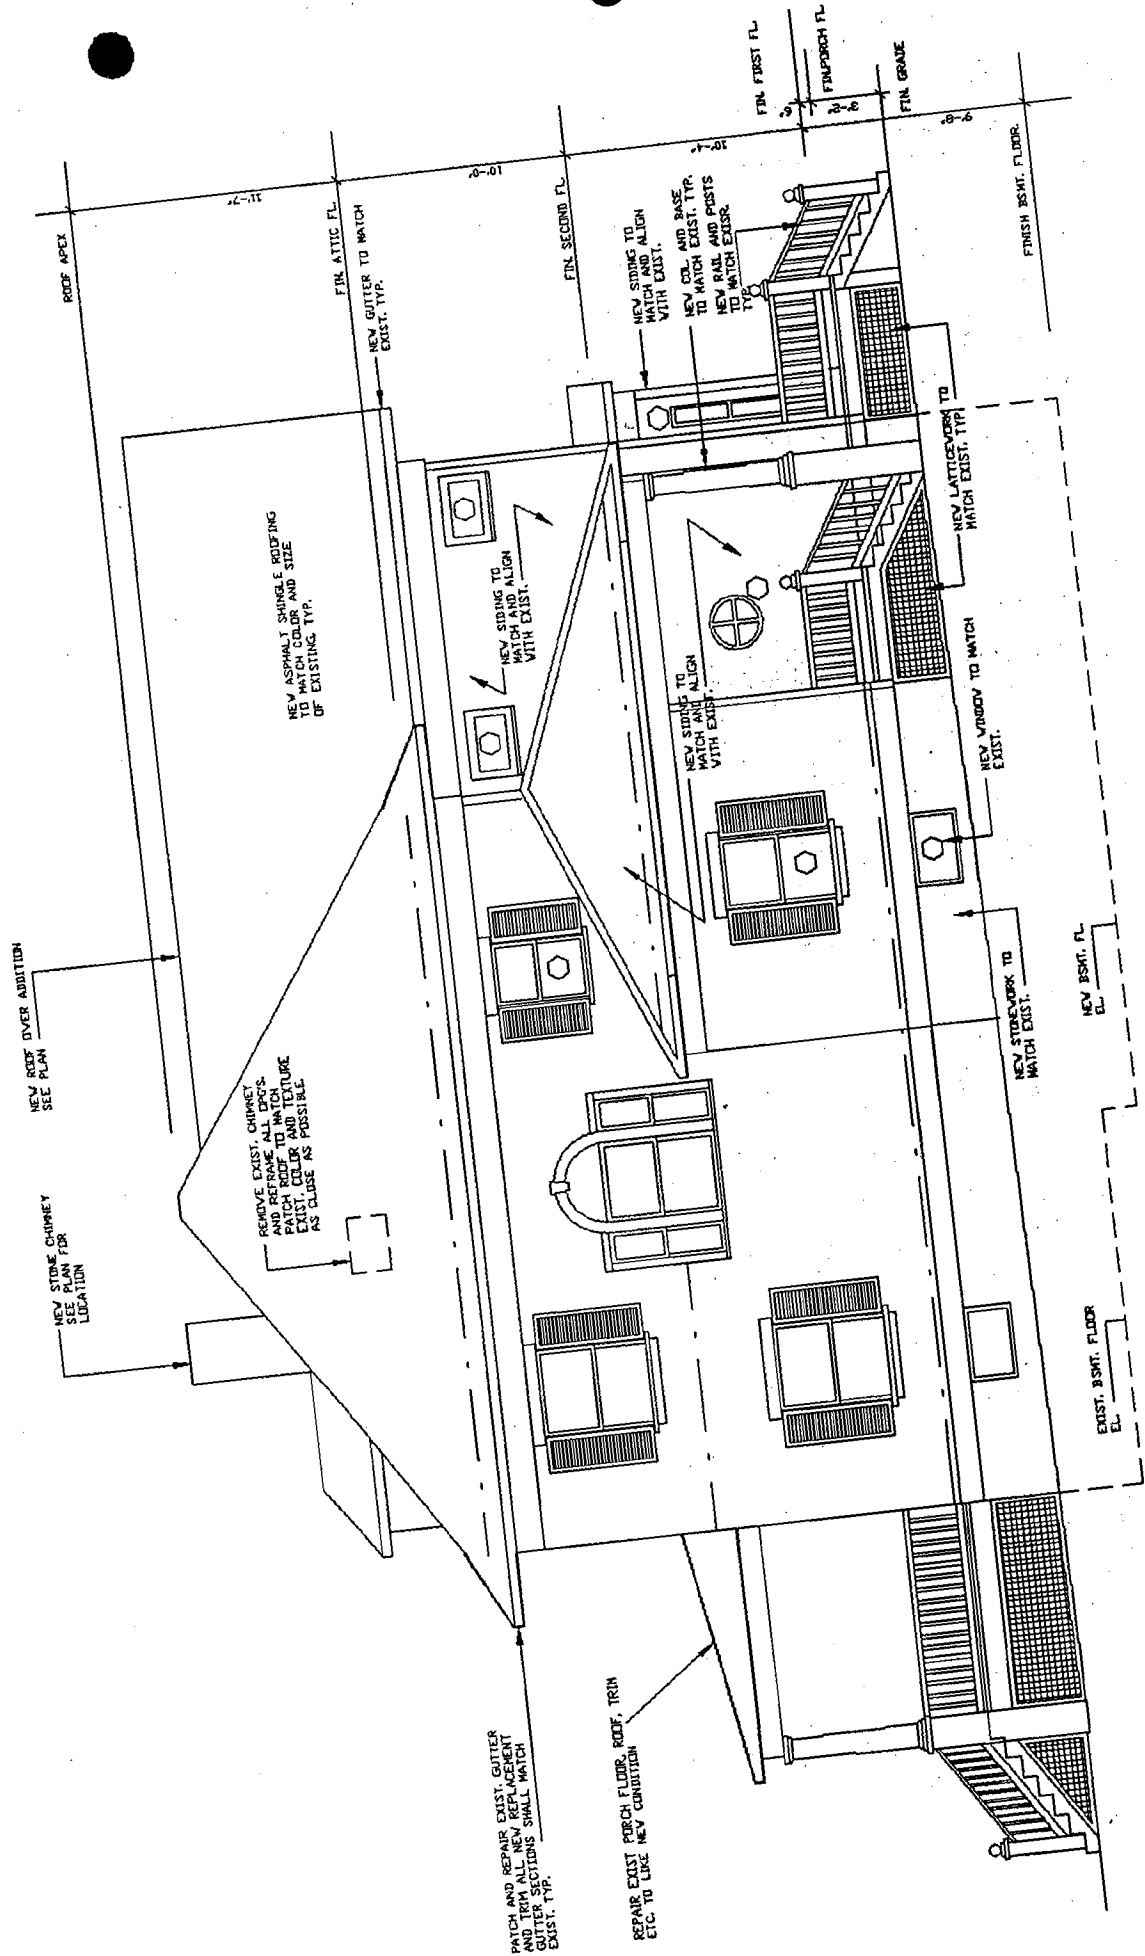 NEW STONE CHIMNEY
SEE PLAN FOR
LOCATION
NEW ROOF OVER ADDITION
SEE PLAN
ROOF APEX
11'-7"
FIN. ATTIC FL.
10'-0"
FIN. SECOND FL.
10'-4"
FIN. FIRST FL.
6"
FIN.PORCH FL.
FIN. GRADE
9'-8"
FINISH BSMT. FLOOR.
REMOVE EXIST. CHIMNEY
AND REFRAME ALL OPG'S.
PATCH ROOF TO MATCH
EXIST. COLOR AND TEXTURE
AS CLOSE AS POSSIBLE.
NEW ASPHALT SHINGLE ROOFING
TO MATCH COLOR AND SIZE
OF EXISTING TYP.
NEW GUTTER TO MATCH
EXIST. TYP.
NEW SIDING TO
MATCH AND ALIGN
WITH EXIST.
NEW SIDING TO
MATCH AND ALIGN
WITH EXIST.
NEW COL. AND BASE
TO MATCH EXIST. TYP.
NEW RAIL AND POSTS
TO MATCH EXISR.
TYP.
NEW SIDING TO
MATCH AND ALIGN
WITH EXIST.
PATCH AND REPAIR EXIST. GUTTER
AND TRIM ALL NEW REPLACEMENT
GUTTER SECTIONS SHALL MATCH
EXIST. TYP.
REPAIR EXIST PORCH FLOOR, ROOF, TRIM
ETC. TO LIKE NEW CONDITION
NEW LATTICEWORK TO
MATCH EXIST. TYP.
NEW WINDOW TO MATCH
EXIST.
NEW STONEWORK TO
MATCH EXIST.
NEW BSMT. FL.
EL.
EXIST. BSMT. FLOOR
EL.